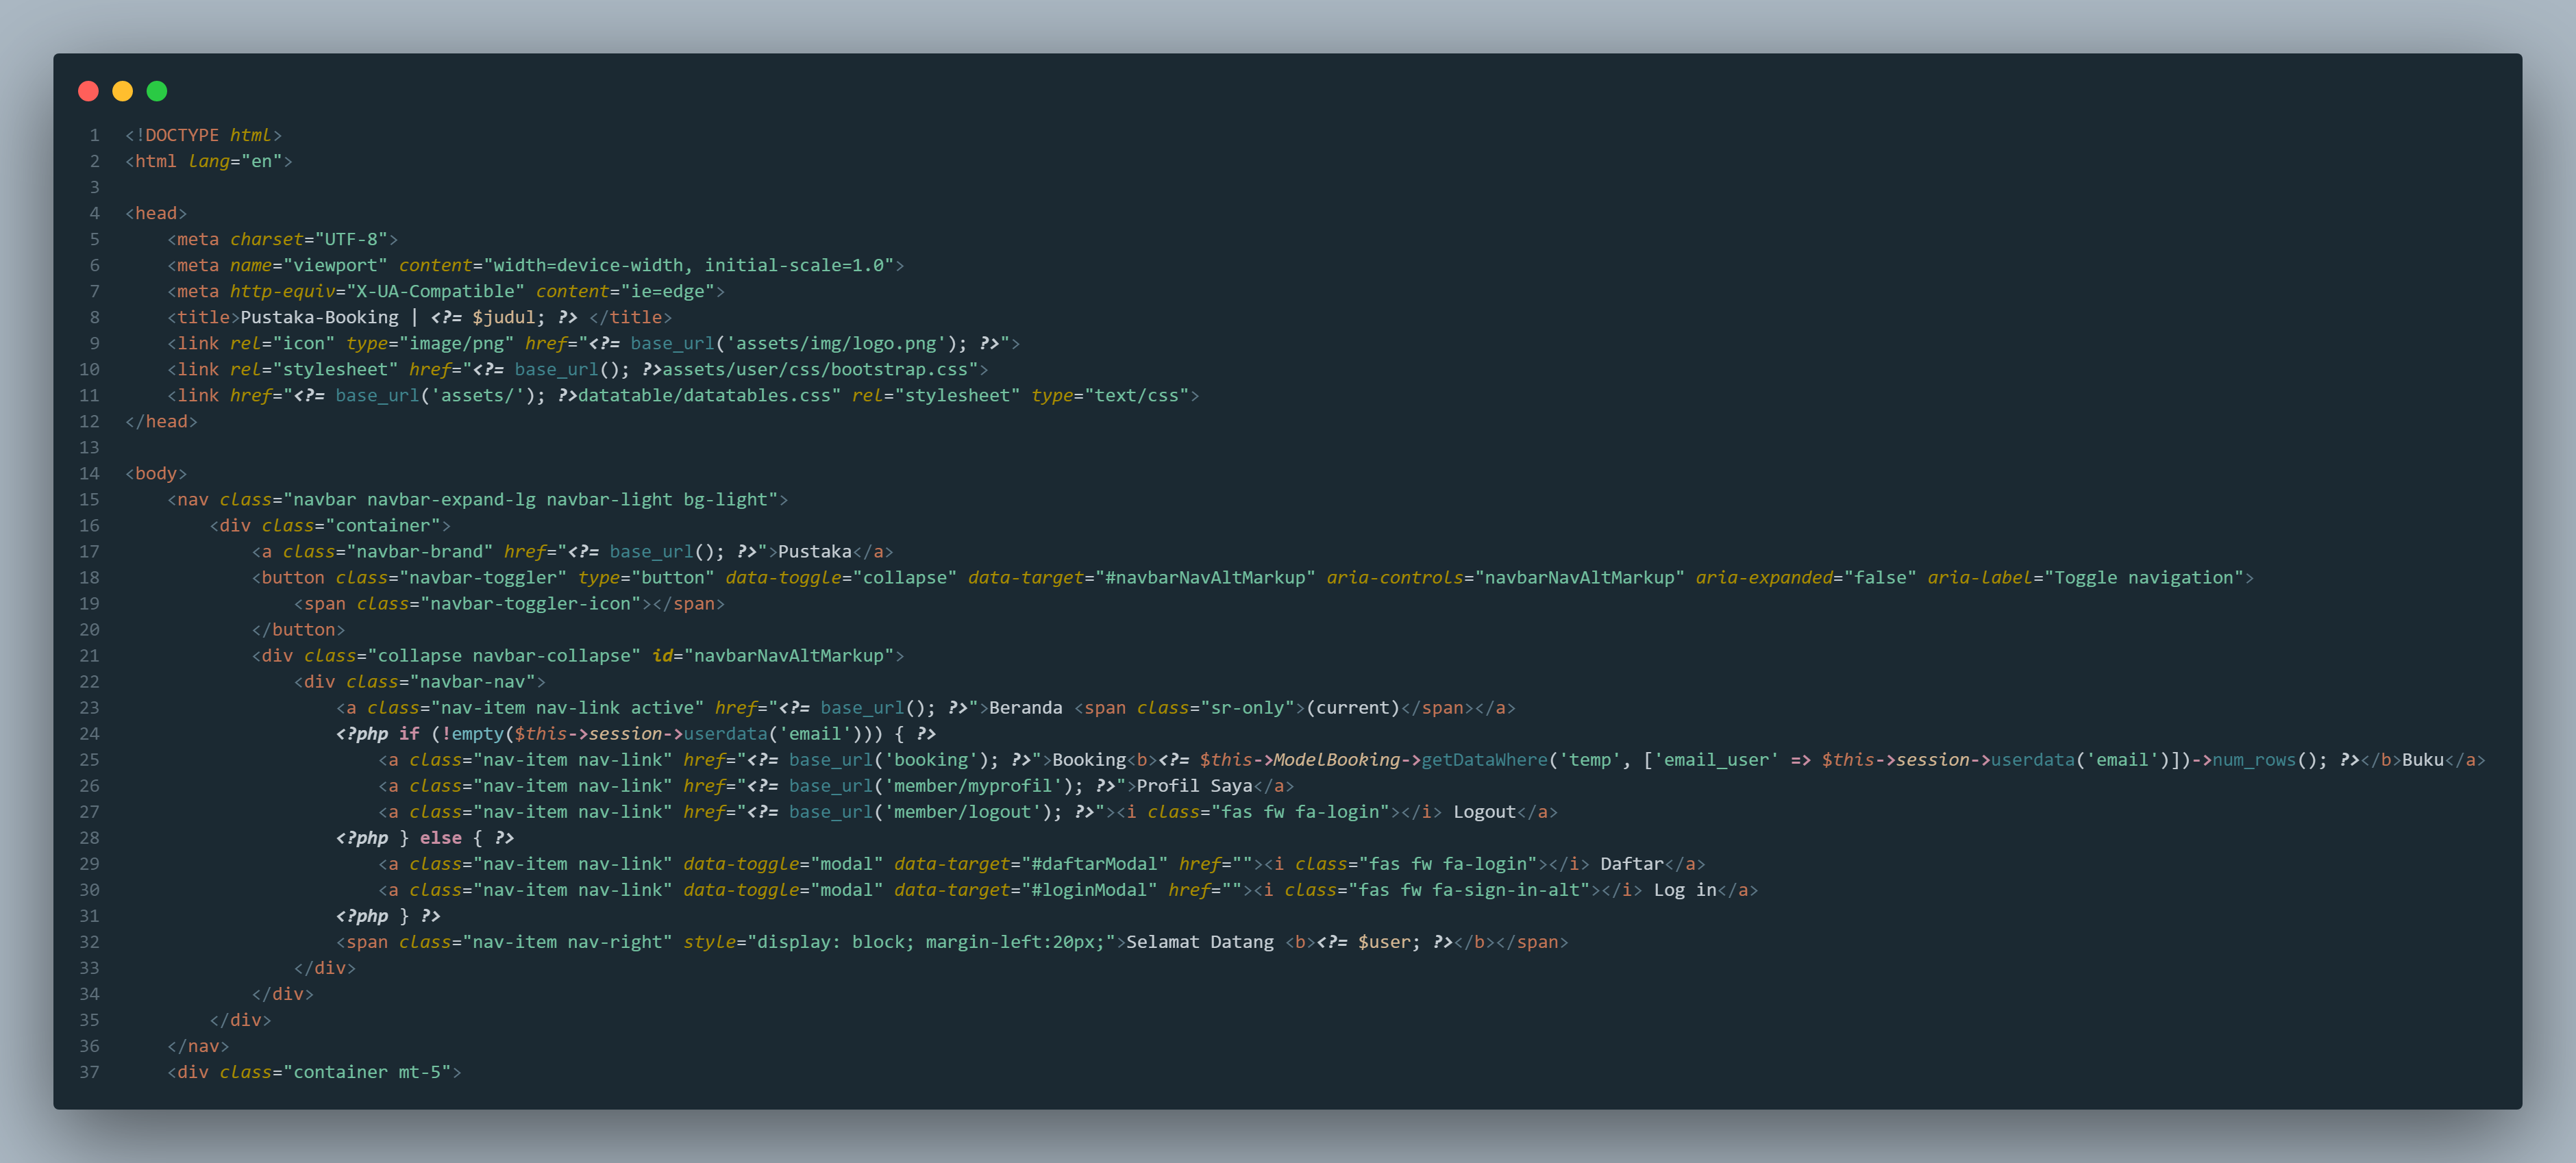 1 <!DOCTYPE html>
2 <html lang="en">
3
4 <head>
5     <meta charset="UTF-8">
6     <meta name="viewport" content="width=device-width, initial-scale=1.0">
7     <meta http-equiv="X-UA-Compatible" content="ie=edge">
8     <title>Pustaka-Booking | <?= $judul; ?> </title>
9     <link rel="icon" type="image/png" href="<?= base_url('assets/img/logo.png'); ?>">
10     <link rel="stylesheet" href="<?= base_url(); ?>assets/user/css/bootstrap.css">
11     <link href="<?= base_url('assets/'); ?>datatable/datatables.css" rel="stylesheet" type="text/css">
12 </head>
13
14 <body>
15     <nav class="navbar navbar-expand-lg navbar-light bg-light">
16         <div class="container">
17             <a class="navbar-brand" href="<?= base_url(); ?>">Pustaka</a>
18             <button class="navbar-toggler" type="button" data-toggle="collapse" data-target="#navbarNavAltMarkup" aria-controls="navbarNavAltMarkup" aria-expanded="false" aria-label="Toggle navigation">
19                 <span class="navbar-toggler-icon"></span>
20             </button>
21             <div class="collapse navbar-collapse" id="navbarNavAltMarkup">
22                 <div class="navbar-nav">
23                     <a class="nav-item nav-link active" href="<?= base_url(); ?>">Beranda <span class="sr-only">(current)</span></a>
24                     <?php if (!empty($this->session->userdata('email'))) { ?>
25                         <a class="nav-item nav-link" href="<?= base_url('booking'); ?>">Booking<b><?= $this->ModelBooking->getDataWhere('temp', ['email_user' => $this->session->userdata('email')])->num_rows(); ?></b>Buku</a>
26                         <a class="nav-item nav-link" href="<?= base_url('member/myprofil'); ?>">Profil Saya</a>
27                         <a class="nav-item nav-link" href="<?= base_url('member/logout'); ?>"><i class="fas fw fa-login"></i> Logout</a>
28                     <?php } else { ?>
29                         <a class="nav-item nav-link" data-toggle="modal" data-target="#daftarModal" href=""><i class="fas fw fa-login"></i> Daftar</a>
30                         <a class="nav-item nav-link" data-toggle="modal" data-target="#loginModal" href=""><i class="fas fw fa-sign-in-alt"></i> Log in</a>
31                     <?php } ?>
32                     <span class="nav-item nav-right" style="display: block; margin-left:20px;">Selamat Datang <b><?= $user; ?></b></span>
33                 </div>
34             </div>
35         </div>
36     </nav>
37     <div class="container mt-5">